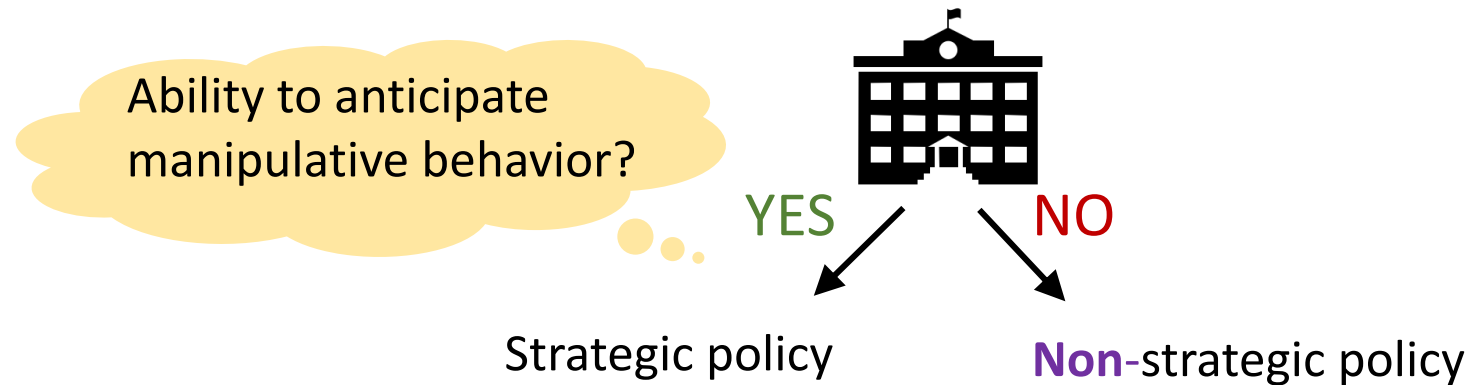 Ability to anticipate
manipulative behavior?
YES
NO
Strategic policy
Non-strategic policy